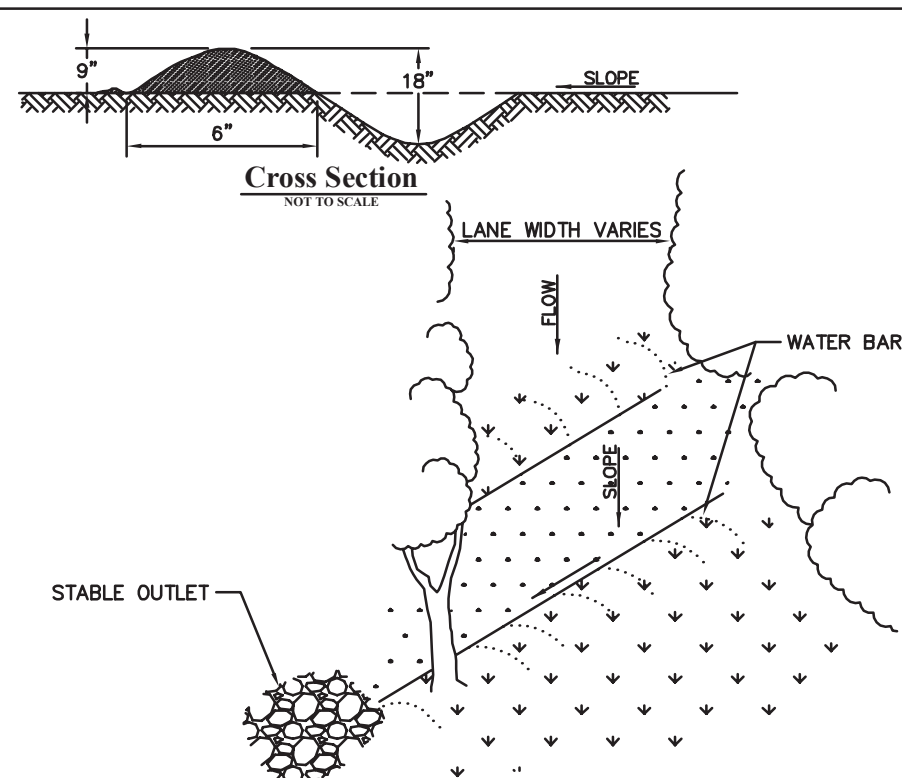 9"
18"
SLOPE
6"
Cross Section
NOT TO SCALE
LANE WIDTH VARIES
FLOW
WATER BAR
SLOPE
STABLE OUTLET